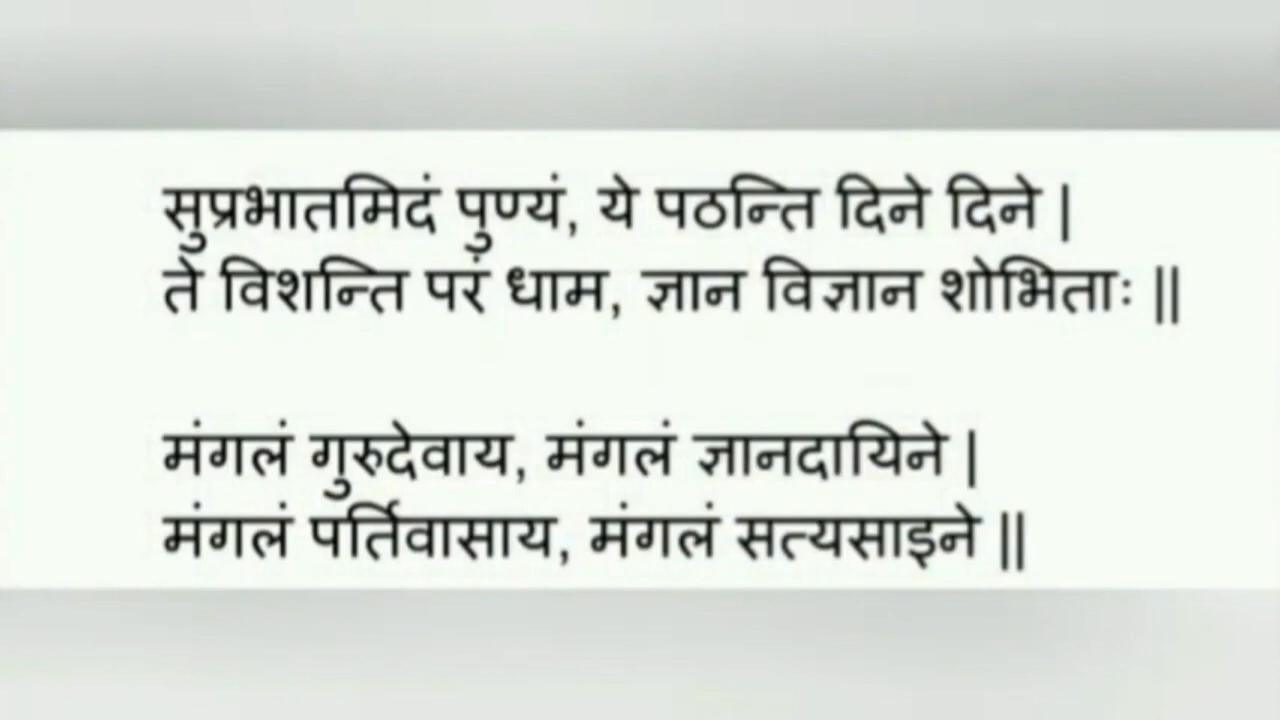 सुप्रभातमिदं पुण्यं, ये पठन्ति दिने दिने |
ते विशन्ति परं धाम, ज्ञान विज्ञान शोभिताः ||
मंगलं गुरुदेवाय, मंगलं ज्ञानदायिने |
मंगलं पर्तिवासाय, मंगलं सत्यसाइने ||